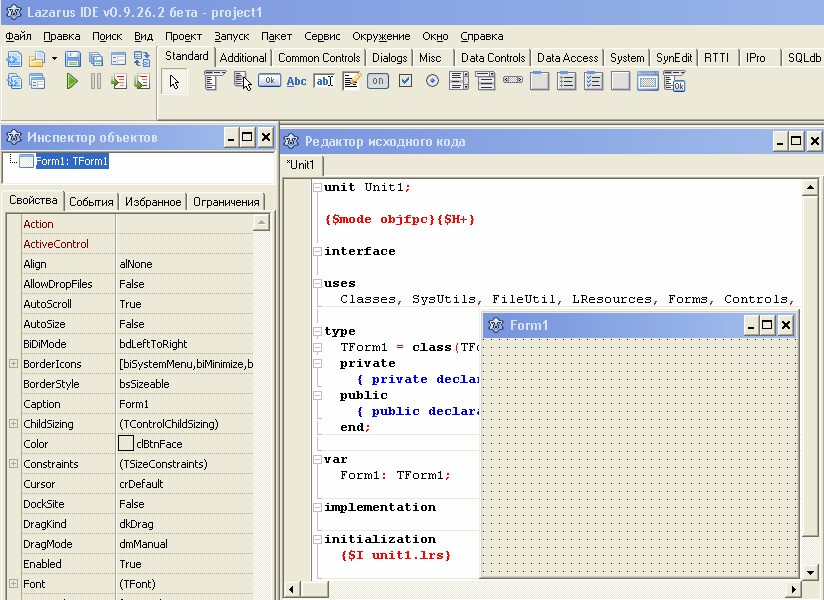 Lazarus IDE v0.9.26.2 бета - project1
Файл Правка Поиск Вид Проект Запуск Пакет Сервис Окружение Окно Справка
Standard Additional Common Controls Dialogs Misc Data Controls Data Access System SynEdit RTTI IPro SQLdb
Ok Abc abI on
Ok
Инспектор объектов
Form1: TForm1
Свойства События Избранное Ограничения
Action
ActiveControl
Align alNone
AllowDropFiles False
AutoScroll True
AutoSize False
BiDiMode bdLeftToRight
BorderIcons [biSystemMenu,biMinimize,b
BorderStyle bsSizeable
Caption Form1
ChildSizing (TControlChildSizing)
Color clBtnFace
Constraints (TSizeConstraints)
Cursor crDefault
DockSite False
DragKind dkDrag
DragMode dmManual
Enabled True
Font (TFont)
Редактор исходного кода
*Unit1
unit Unit1;
{$mode objfpc}{$H+}
interface
uses
Classes, SysUtils, FileUtil, LResources, Forms, Controls,
type
TForm1 = class(TFo
private
{ private declar
public
{ public declara
end;
var
Form1: TForm1;
implementation
initialization
{$I unit1.lrs}
Form1